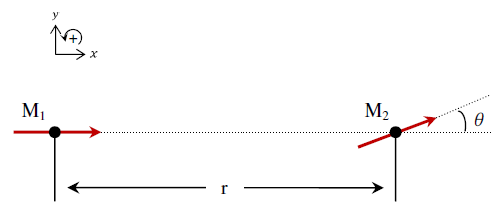 y
+
x
M₁
M₂
θ
r